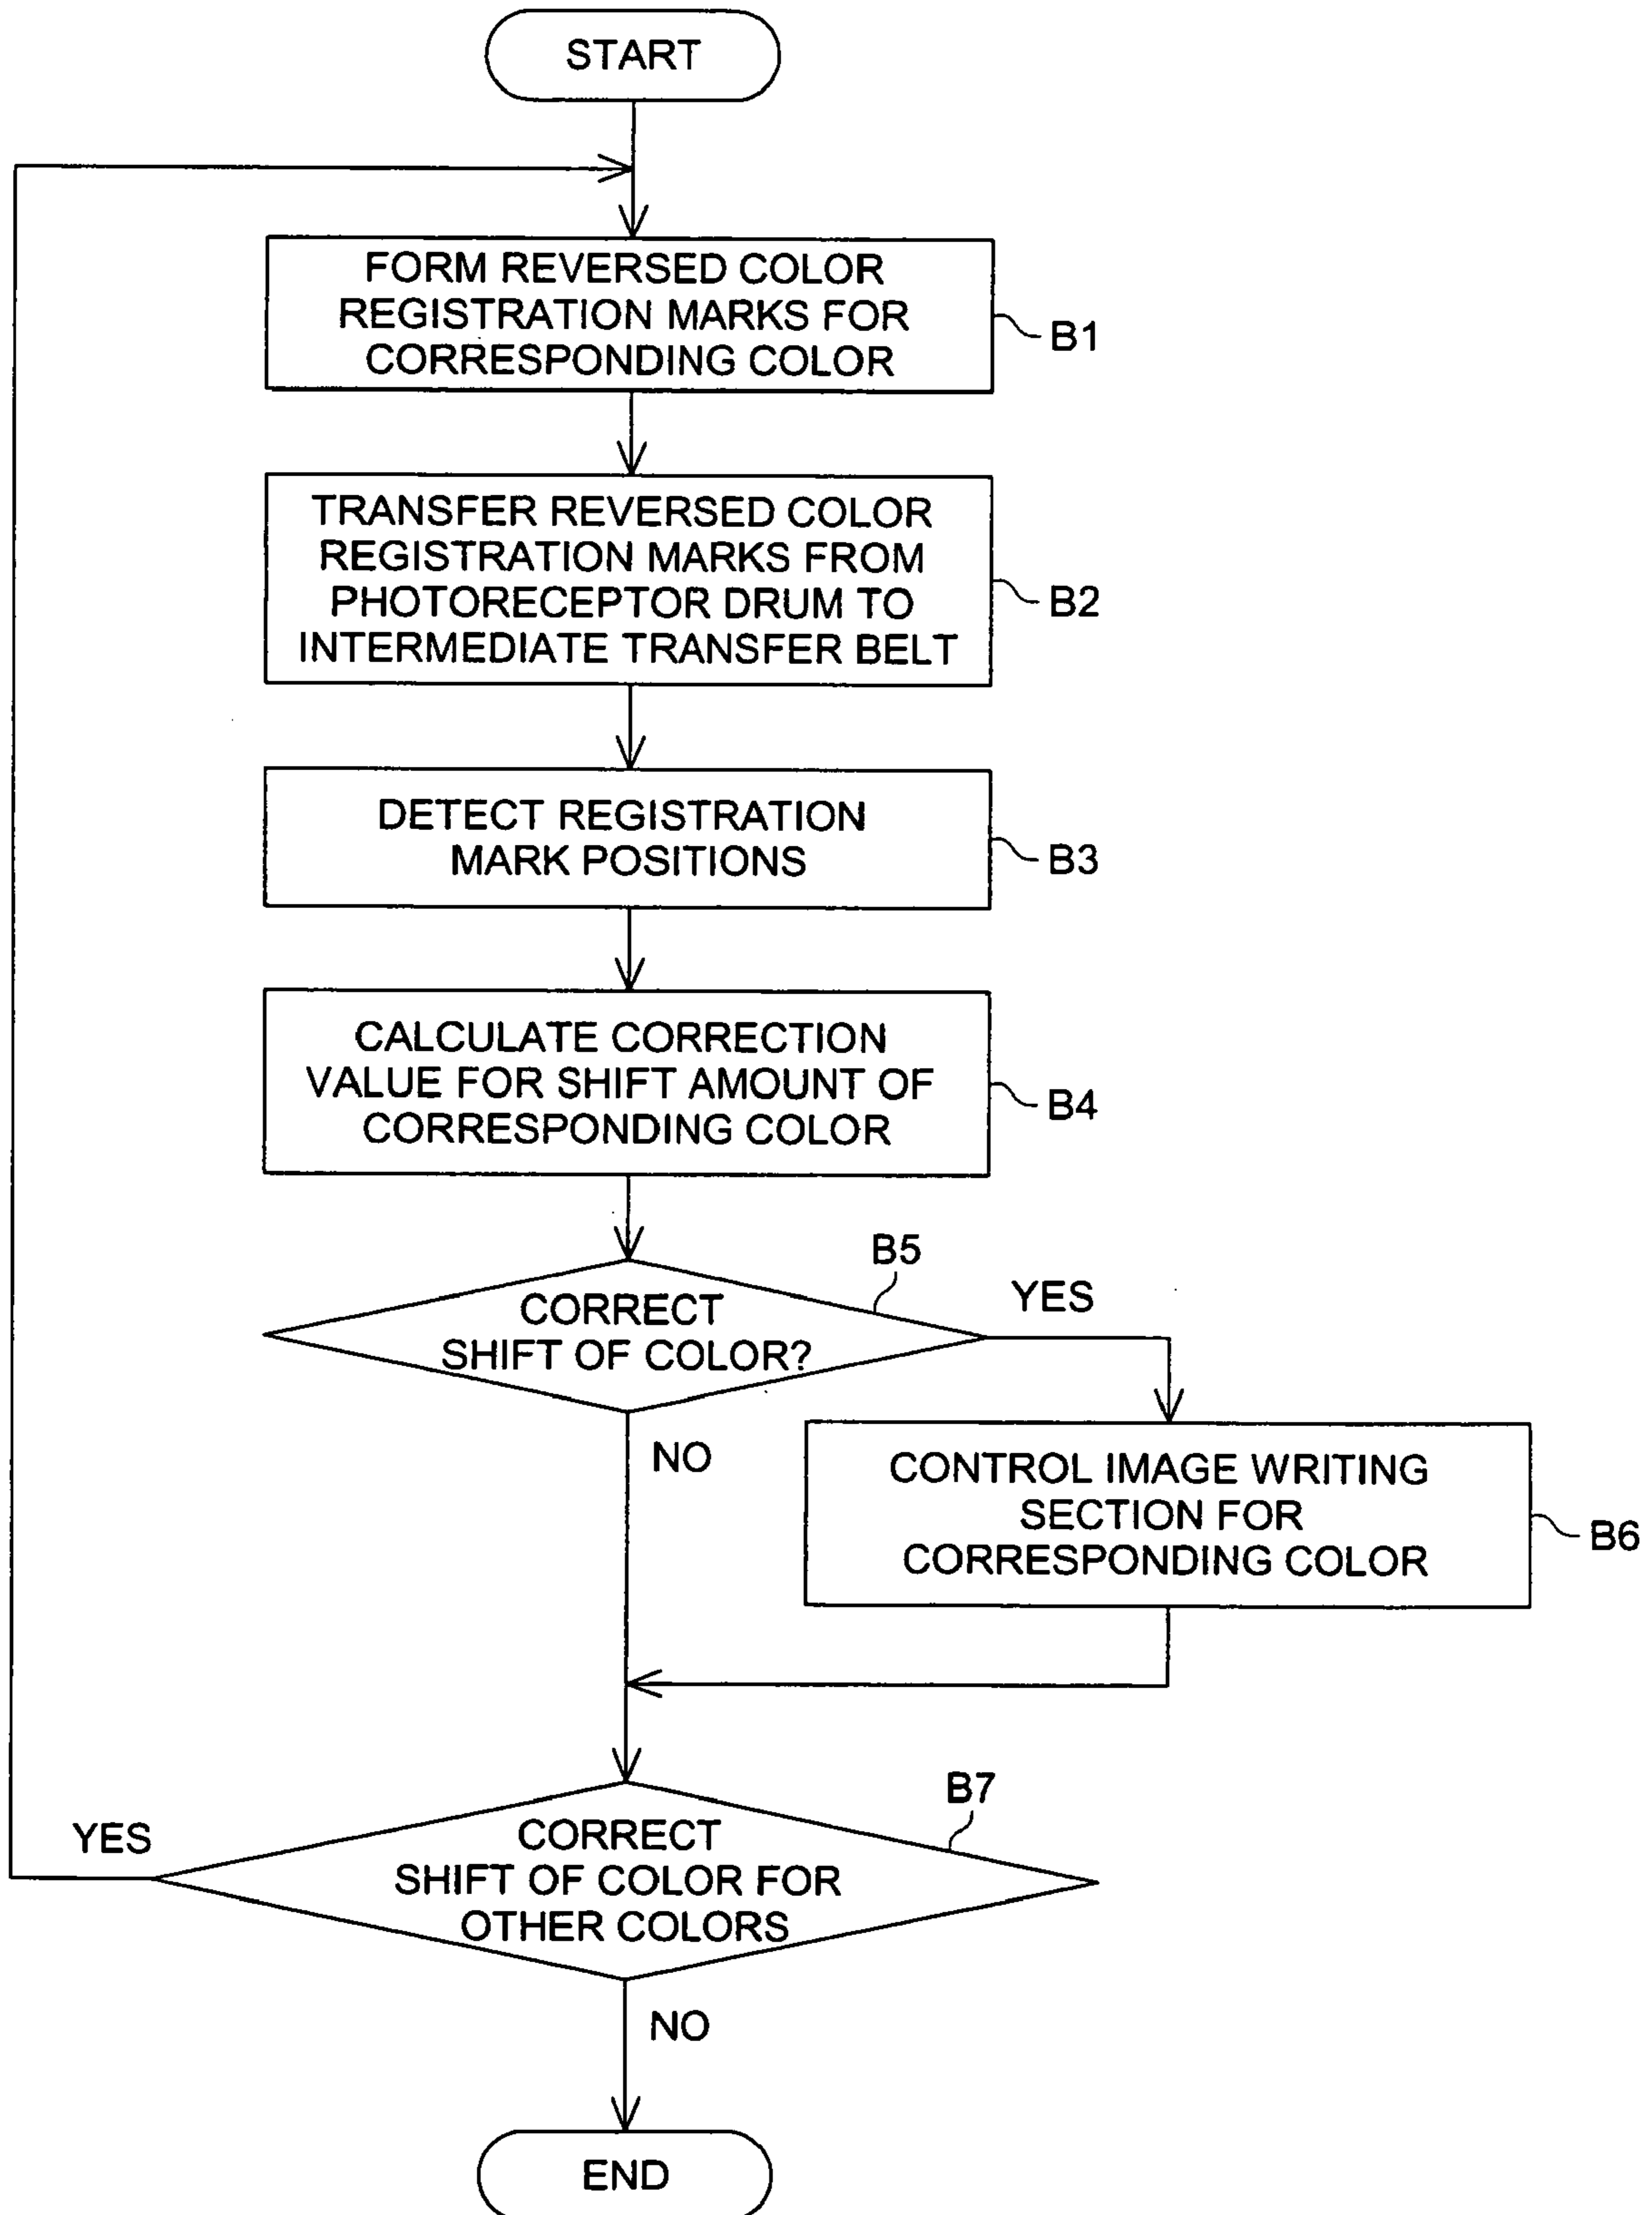 START
FORM REVERSED COLOR
REGISTRATION MARKS FOR
CORRESPONDING COLOR
B1
TRANSFER REVERSED COLOR
REGISTRATION MARKS FROM
PHOTORECEPTOR DRUM TO
INTERMEDIATE TRANSFER BELT
B2
DETECT REGISTRATION
MARK POSITIONS
B3
CALCULATE CORRECTION
VALUE FOR SHIFT AMOUNT OF
CORRESPONDING COLOR
B4
B5
CORRECT
SHIFT OF COLOR?
YES
NO
CONTROL IMAGE WRITING
SECTION FOR
CORRESPONDING COLOR
B6
B7
YES
CORRECT
SHIFT OF COLOR FOR
OTHER COLORS
NO
END